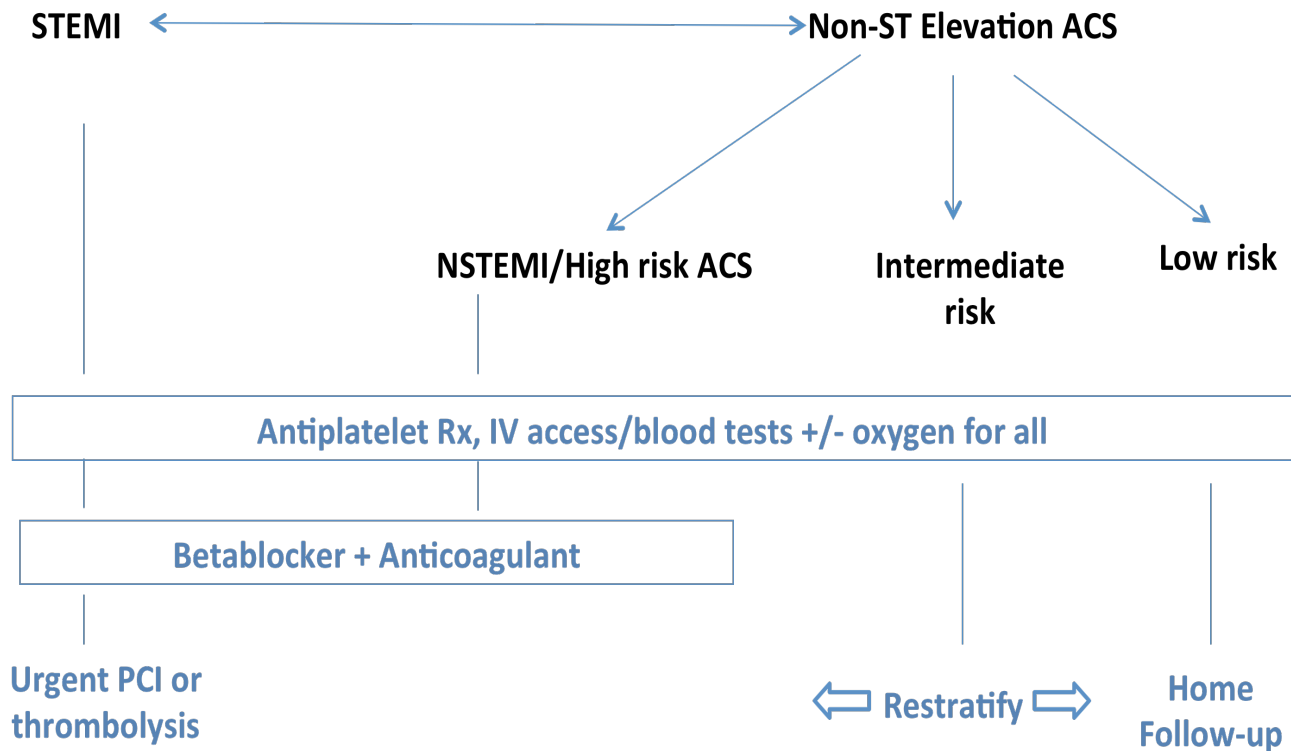 STEMI
Non-ST Elevation ACS
NSTEMI/High risk ACS
Intermediate
risk
Low risk
Antiplatelet Rx, IV access/blood tests +/- oxygen for all
Betablocker + Anticoagulant
Urgent PCI or
thrombolysis
Restratify
Home
Follow-up